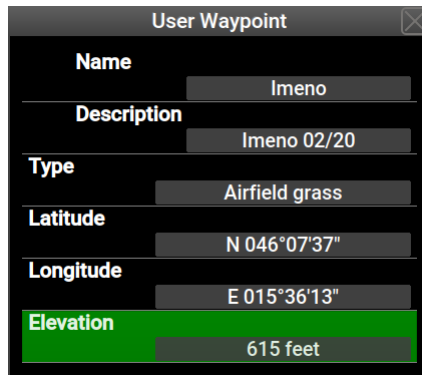 User Waypoint
Name
Imeno
Description
Imeno 02/20
Type
Airfield grass
Latitude
N 046°07'37"
Longitude
E 015°36'13"
Elevation
615 feet